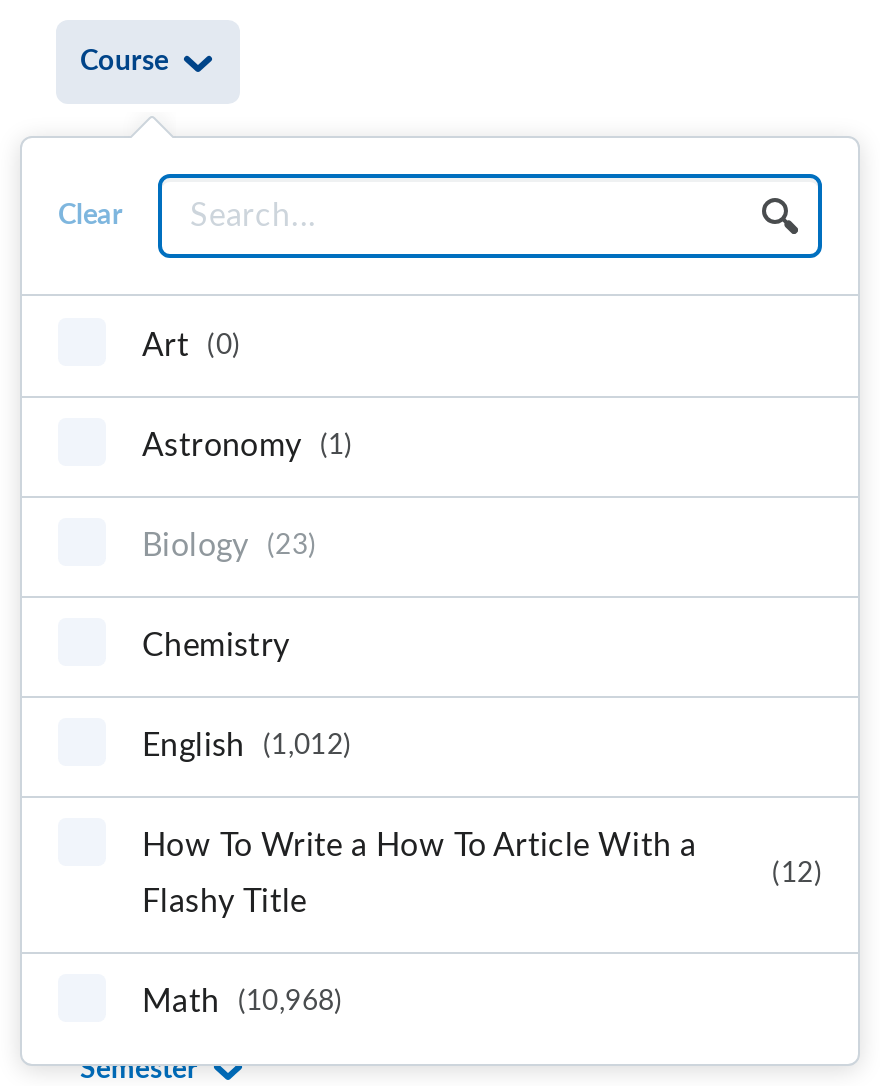 Course
Clear
Search...
Art (0)
Astronomy (1)
Biology (23)
Chemistry
English (1,012)
How To Write a How To Article With a
Flashy Title
(12)
Math (10,968)
Semester